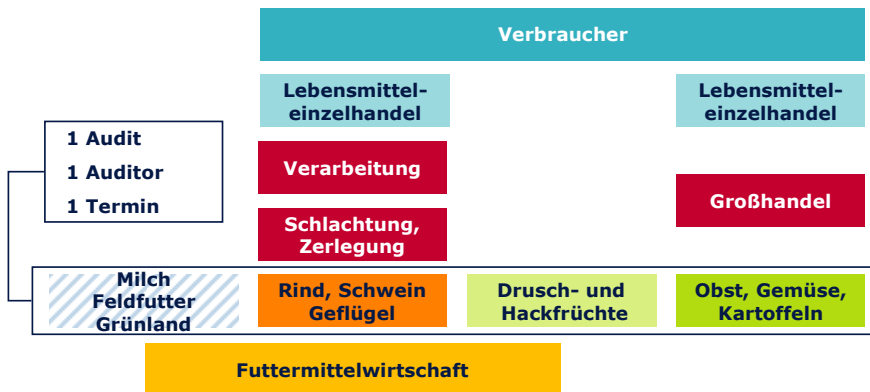 Verbraucher
Lebensmittel-
einzelhandel
Lebensmittel-
einzelhandel
1 Audit
1 Auditor
1 Termin
Verarbeitung
Großhandel
Schlachtung,
Zerlegung
Milch
Feldfutter
Grünland
Rind, Schwein
Geflügel
Drusch- und
Hackfrüchte
Obst, Gemüse,
Kartoffeln
Futtermittelwirtschaft